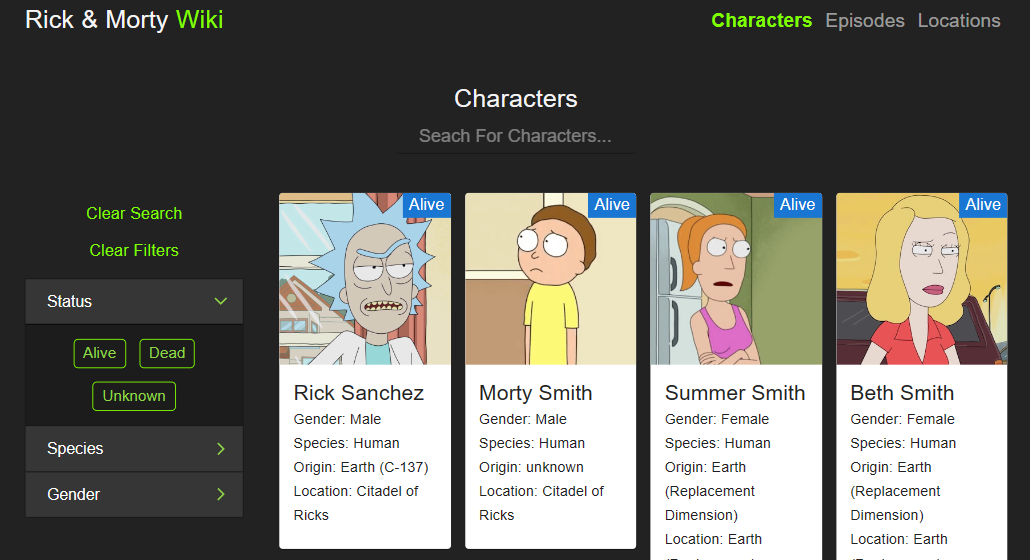 Rick & Morty Wiki
Characters Episodes Locations
Characters
Seach For Characters...
Clear Search
Clear Filters
Status
Alive Dead
Unknown
Species
Gender
Alive
Rick Sanchez
Gender: Male
Species: Human
Origin: Earth (C-137)
Location: Citadel of
Ricks
Alive
Morty Smith
Gender: Male
Species: Human
Origin: unknown
Location: Citadel of
Ricks
Alive
Summer Smith
Gender: Female
Species: Human
Origin: Earth
(Replacement
Dimension)
Location: Earth
Alive
Beth Smith
Gender: Female
Species: Human
Origin: Earth
(Replacement
Dimension)
Location: Earth